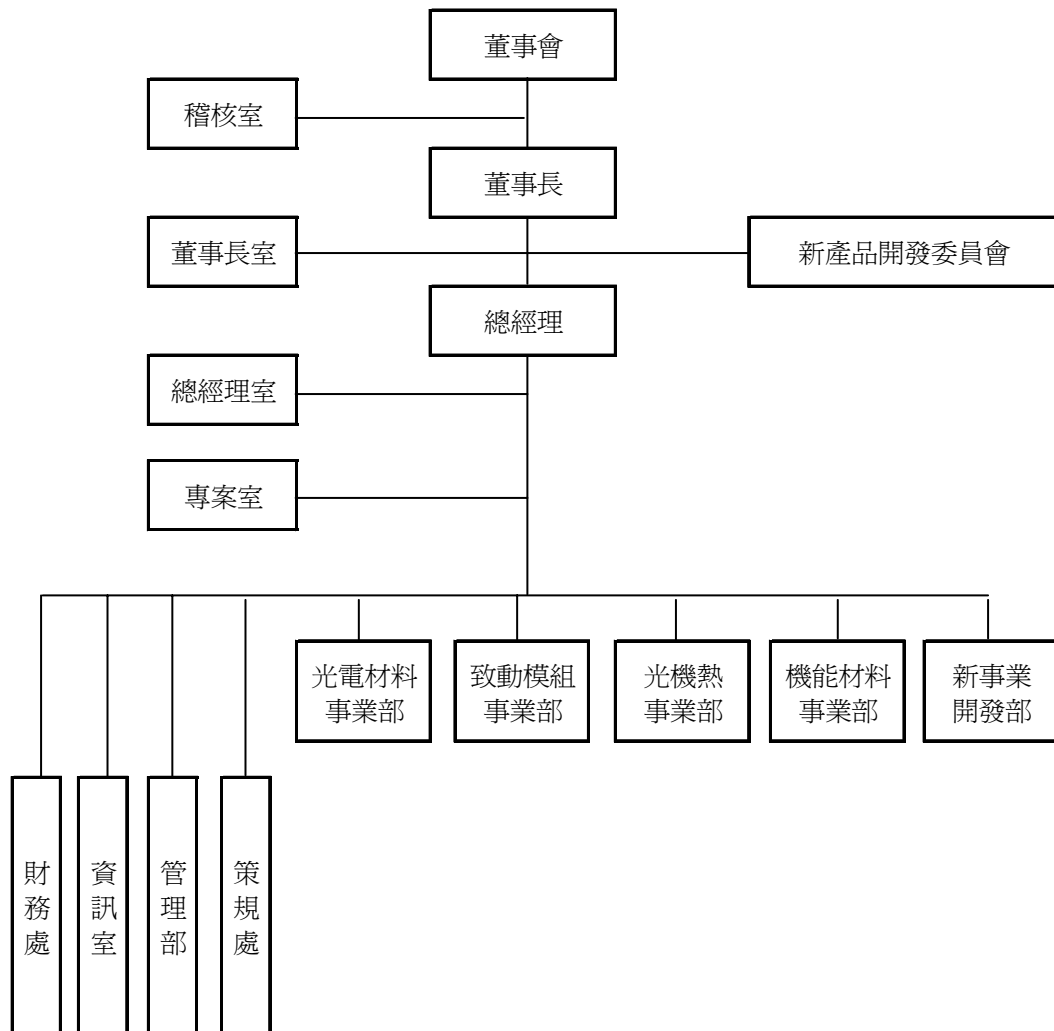 董事會
稽核室
董事長
董事長室
新產品開發委員會
總經理
總經理室
專案室
光電材料
事業部
致動模組
事業部
光機熱
事業部
機能材料
事業部
新事業
開發部
財務處
資訊室
管理部
策規處